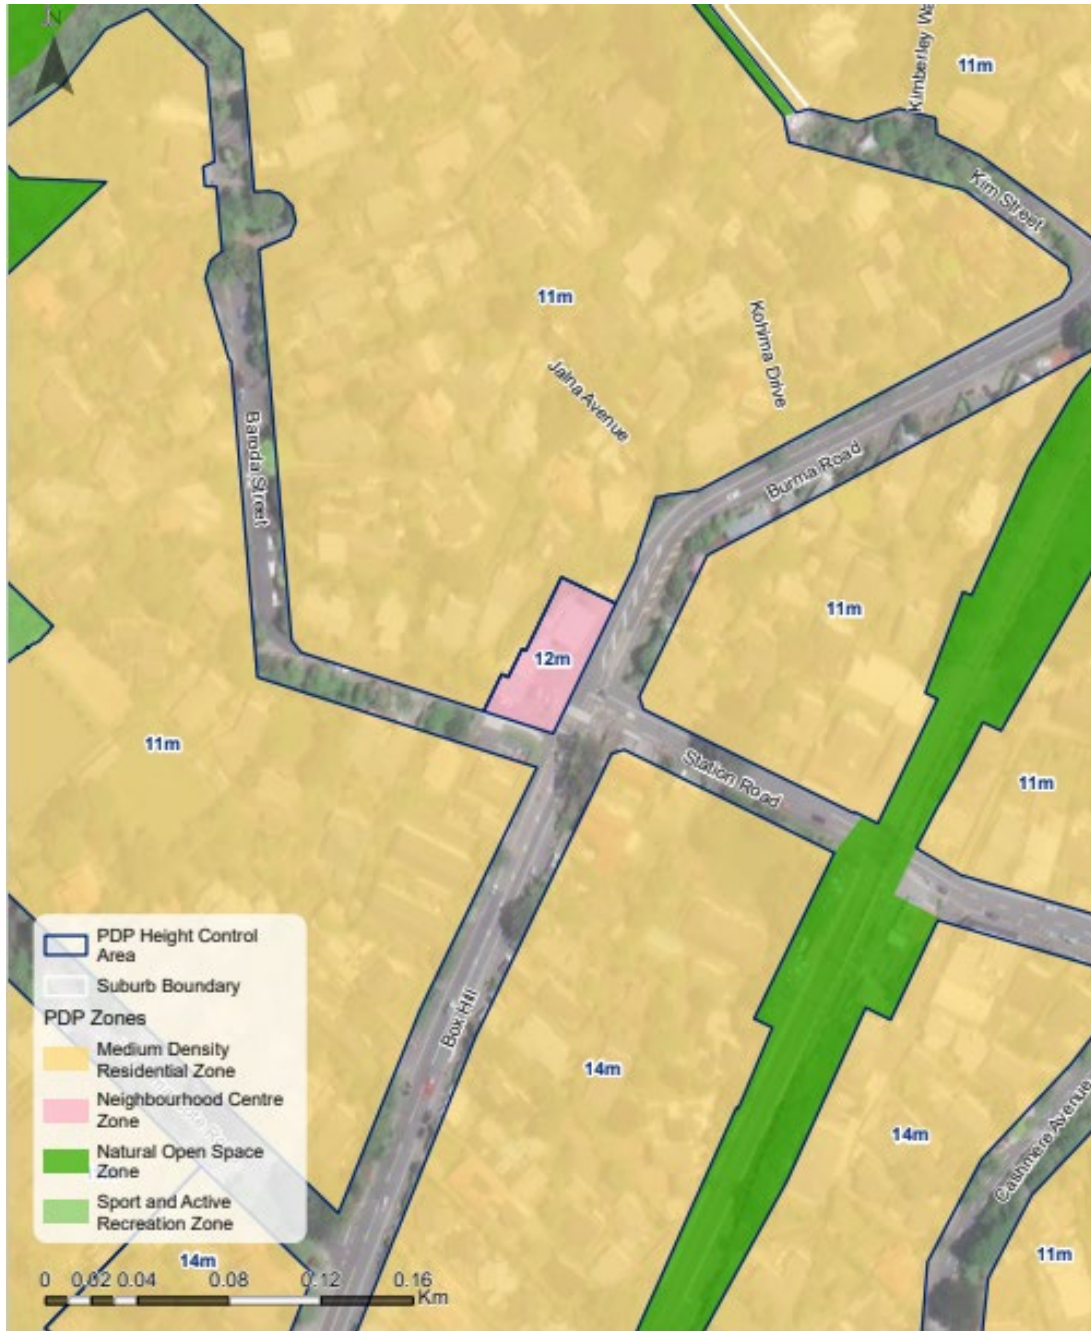 N
Kimberley Wa
11m
Kim Street
11m
Kohima Drive
Jalna Avenue
Baroda Street
Burma Road
11m
12m
11m
Station Road
11m
Box Hill
14m
14m
Cashmere Avenue
11m
PDP Height Control
Area
Suburb Boundary
PDP Zones
Medium Density
Residential Zone
Neighbourhood Centre
Zone
Natural Open Space
Zone
Sport and Active
Recreation Zone
14m
0 0.02 0.04 0.08 0.12 0.16
Km